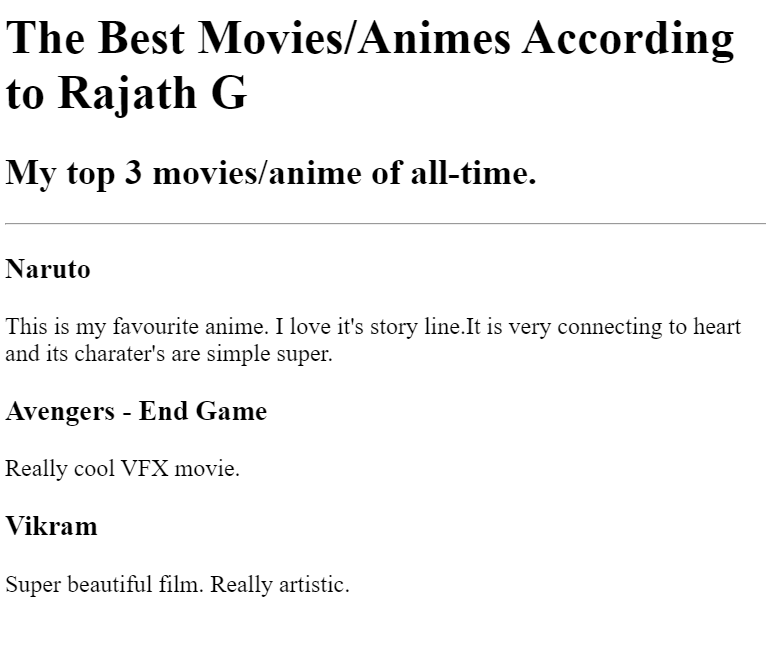 The Best Movies/Animes According
to Rajath G
My top 3 movies/anime of all-time.
Naruto
This is my favourite anime. I love it's story line.It is very connecting to heart
and its charater's are simple super.
Avengers - End Game
Really cool VFX movie.
Vikram
Super beautiful film. Really artistic.